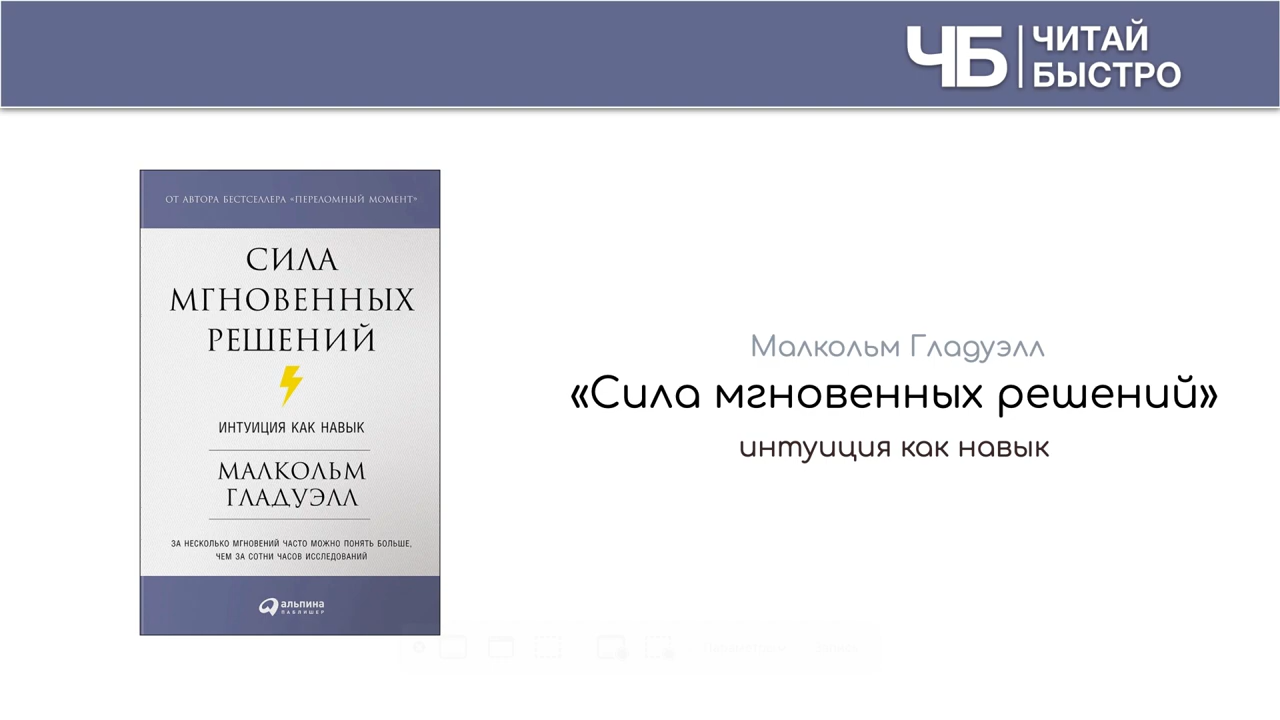 ЧБ
ЧИТАЙ
БЫСТРО
ОТ АВТОРА БЕСТСЕЛЛЕРА «ПЕРЕЛОМНЫЙ МОМЕНТ»
СИЛА
МГНОВЕННЫХ
РЕШЕНИЙ
ИНТУИЦИЯ КАК НАВЫК
МАЛКОЛЬМ
ГЛАДУЭЛЛ
ЗА НЕСКОЛЬКО МГНОВЕНИЙ ЧАСТО МОЖНО ПОНЯТЬ БОЛЬШЕ,
ЧЕМ ЗА СОТНИ ЧАСОВ ИССЛЕДОВАНИЙ
альпина
ПАБЛИШЕР
Малкольм Гладуэлл
«Сила мгновенных решений»
интуиция как навык